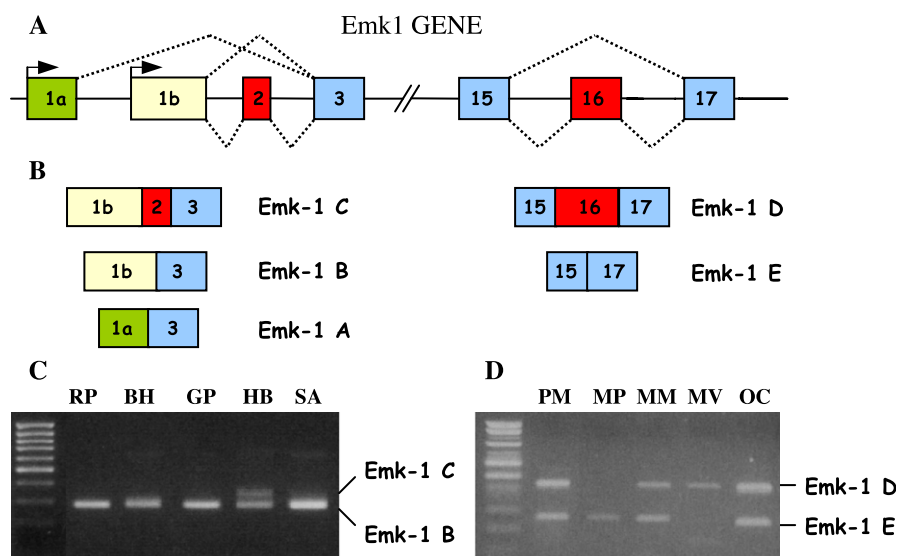 A Emk1 GENE
1a 1b 2 3 15 16 17
B
1b 2 3 Emk-1 C 15 16 17 Emk-1 D
1b 3 Emk-1 B 15 17 Emk-1 E
1a 3 Emk-1 A
C D
RP BH GP HB SA PM MP MM MV OC
Emk-1 C
Emk-1 D
Emk-1 B
Emk-1 E